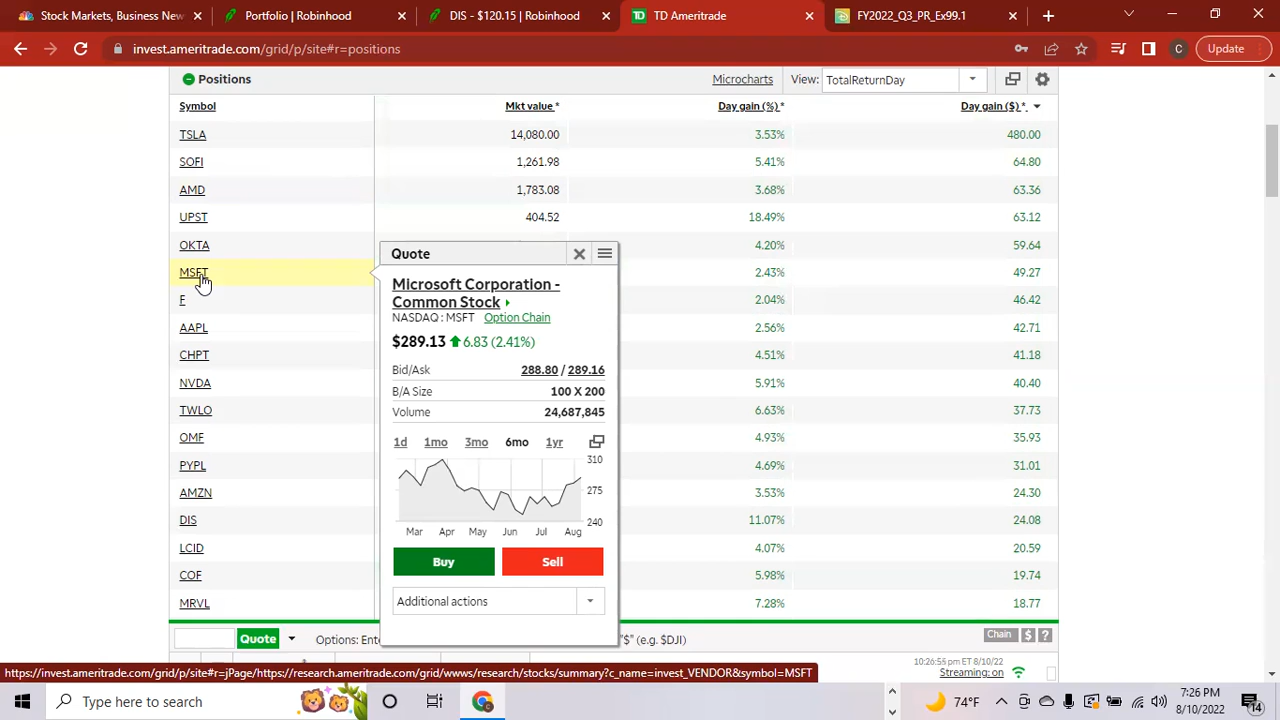 Stock Markets, Business New
Portfolio | Robinhood
DIS - $120.15 | Robinhood
TD Ameritrade
FY2022_Q3_PR_Ex99.1
invest.ameritrade.com/grid/p/site#r=positions
C
Update
Positions
Microcharts
View: TotalReturnDay
Symbol Mkt value * Day gain (%) * Day gain ($) *
TSLA 14,080.00 3.53% 480.00
SOFI 1,261.98 5.41% 64.80
AMD 1,783.08 3.68% 63.36
UPST 404.52 18.49% 63.12
OKTA 4.20% 59.64
MSFT 2.43% 49.27
F 2.04% 46.42
AAPL 2.56% 42.71
CHPT 4.51% 41.18
NVDA 5.91% 40.40
TWLO 6.63% 37.73
OMF 4.93% 35.93
PYPL 4.69% 31.01
AMZN 3.53% 24.30
DIS 11.07% 24.08
LCID 4.07% 20.59
COF 5.98% 19.74
MRVL 7.28% 18.77
Quote
Microsoft Corporation -
Common Stock
NASDAQ : MSFT Option Chain
$289.13 6.83 (2.41%)
Bid/Ask 288.80 / 289.16
B/A Size 100 X 200
Volume 24,687,845
1d 1mo 3mo 6mo 1yr
310
275
240
Mar Apr May Jun Jul Aug
Buy Sell
Additional actions
Quote Options: Ente "$" (e.g. $DJI) Chain $ ?
10:26:55 pm ET 8/10/22
Streaming: on
https://invest.ameritrade.com/grid/p/site#r=jPage/https://research.ameritrade.com/grid/wwws/research/stocks/summary?c_name=invest_VENDOR&symbol=MSFT
Type here to search
74°F
7:26 PM
8/10/2022
14